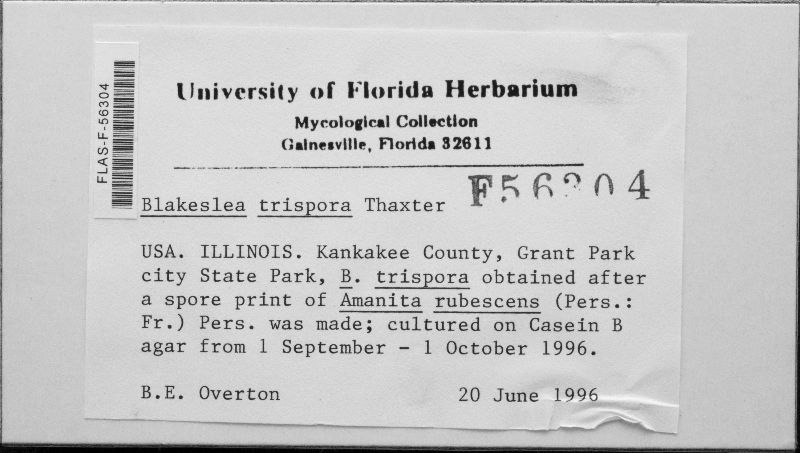 FLAS-F-56304
University of Florida Herbarium
Mycological Collection
Gainesville, Florida 32611
F56304
Blakeslea trispora Thaxter
USA. ILLINOIS. Kankakee County, Grant Park
city State Park, B. trispora obtained after
a spore print of Amanita rubescens (Pers.:
Fr.) Pers. was made; cultured on Casein B
agar from 1 September - 1 October 1996.
B.E. Overton 20 June 1996